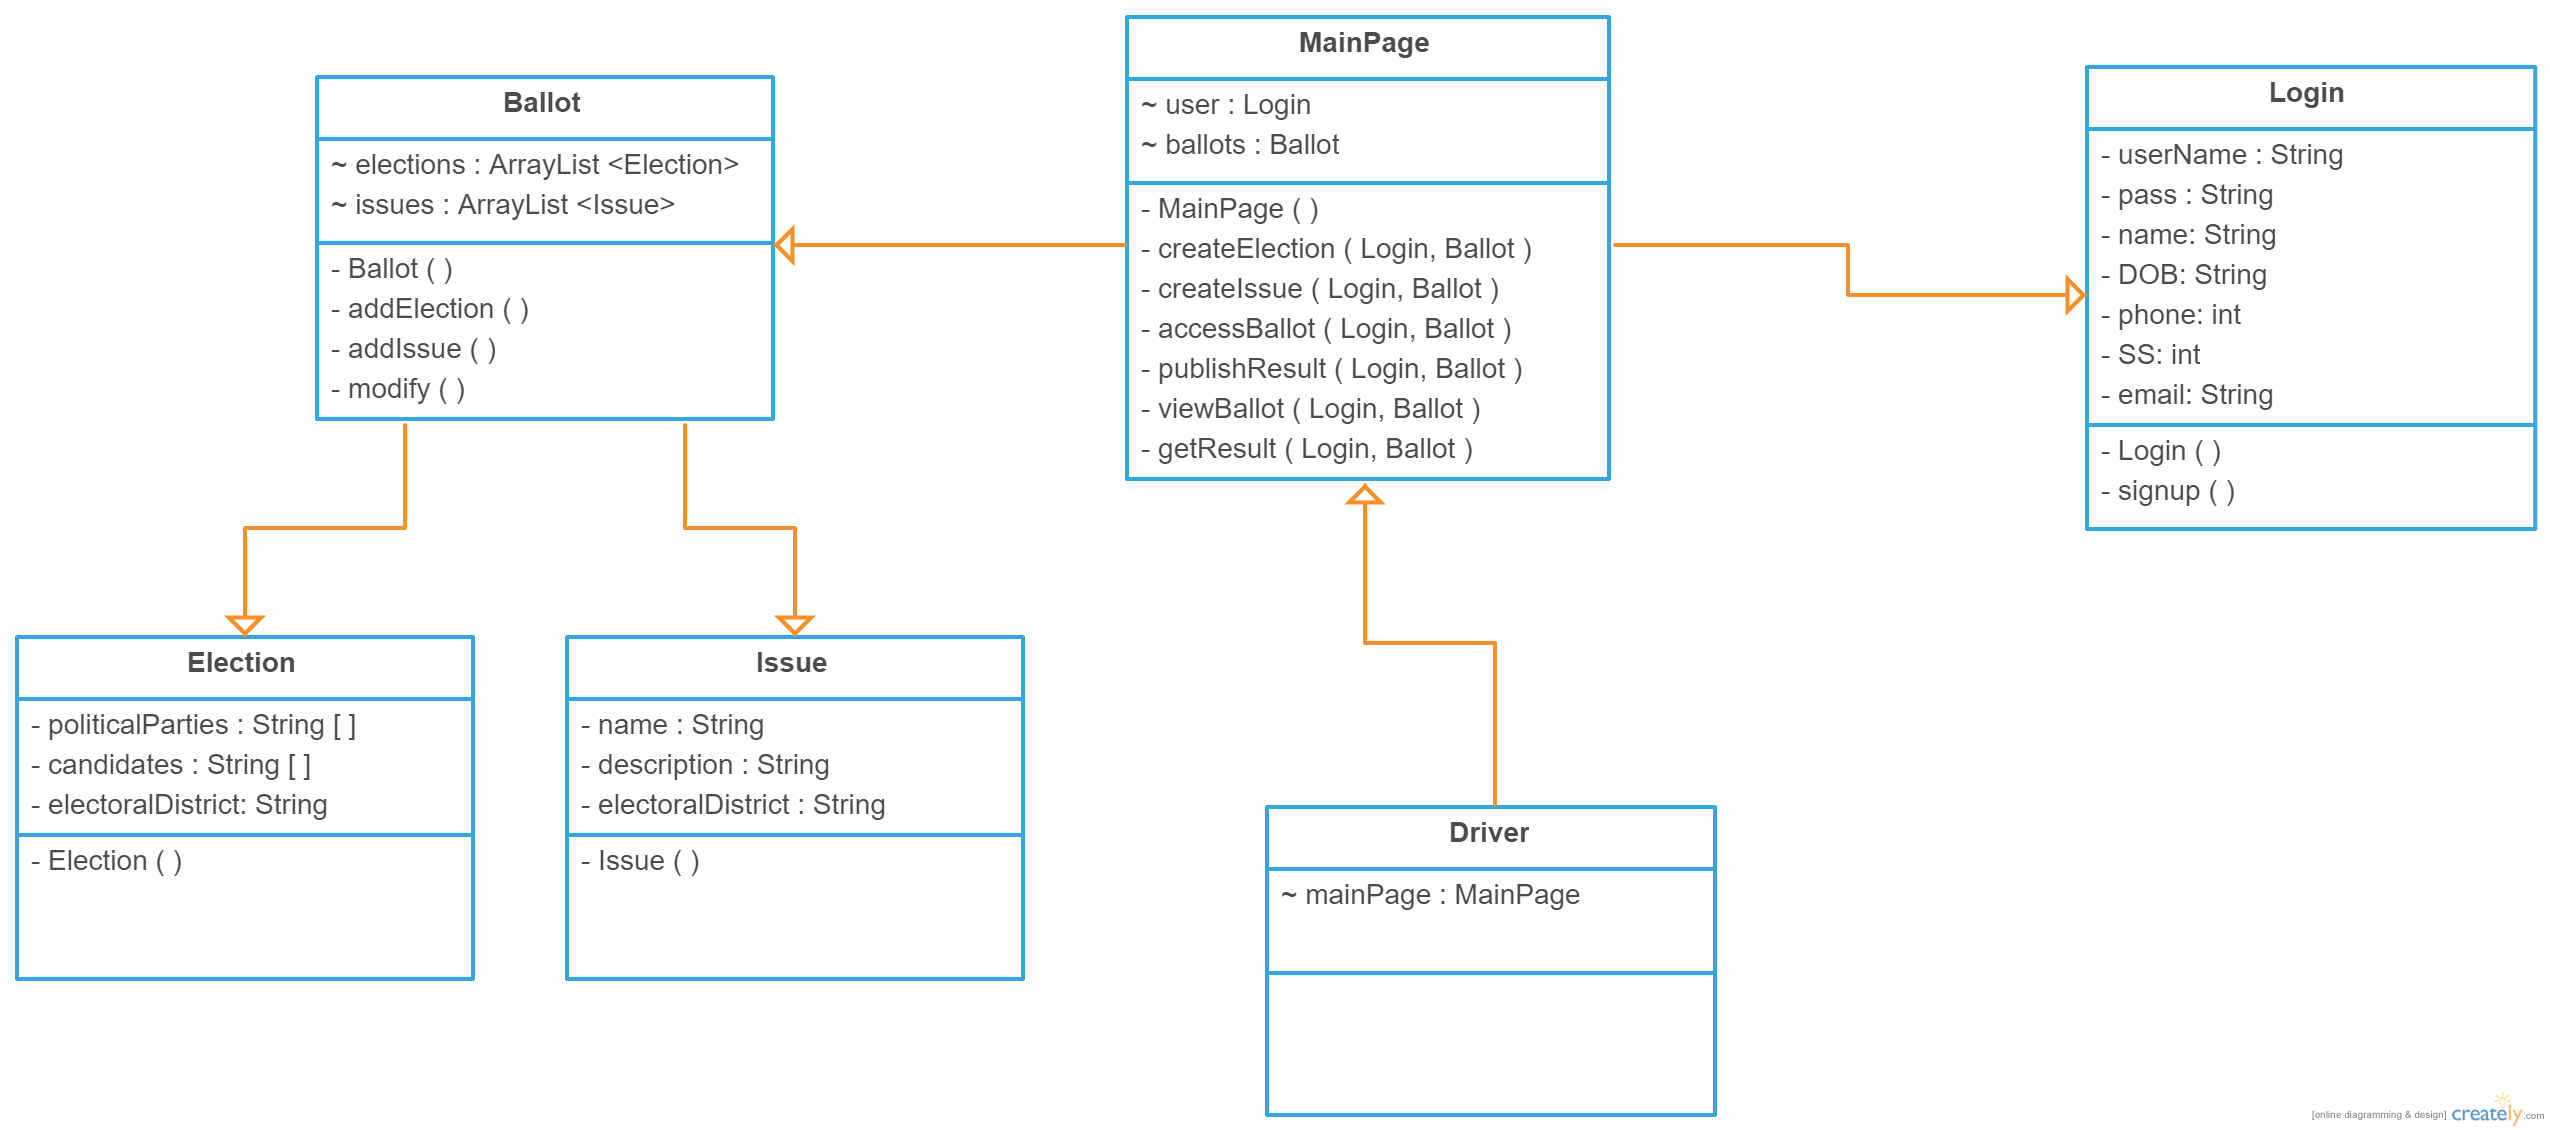 MainPage
~ user : Login
~ ballots : Ballot
- MainPage ( )
- createElection ( Login, Ballot )
- createIssue ( Login, Ballot )
- accessBallot ( Login, Ballot )
- publishResult ( Login, Ballot )
- viewBallot ( Login, Ballot )
- getResult ( Login, Ballot )
Ballot
~ elections : ArrayList <Election>
~ issues : ArrayList <Issue>
- Ballot ( )
- addElection ( )
- addIssue ( )
- modify ( )
Login
- userName : String
- pass : String
- name: String
- DOB: String
- phone: int
- SS: int
- email: String
- Login ( )
- signup ( )
Election
- politicalParties : String [ ]
- candidates : String [ ]
- electoralDistrict: String
- Election ( )
Issue
- name : String
- description : String
- electoralDistrict : String
- Issue ( )
Driver
~ mainPage : MainPage
[online diagramming & design] creately.com